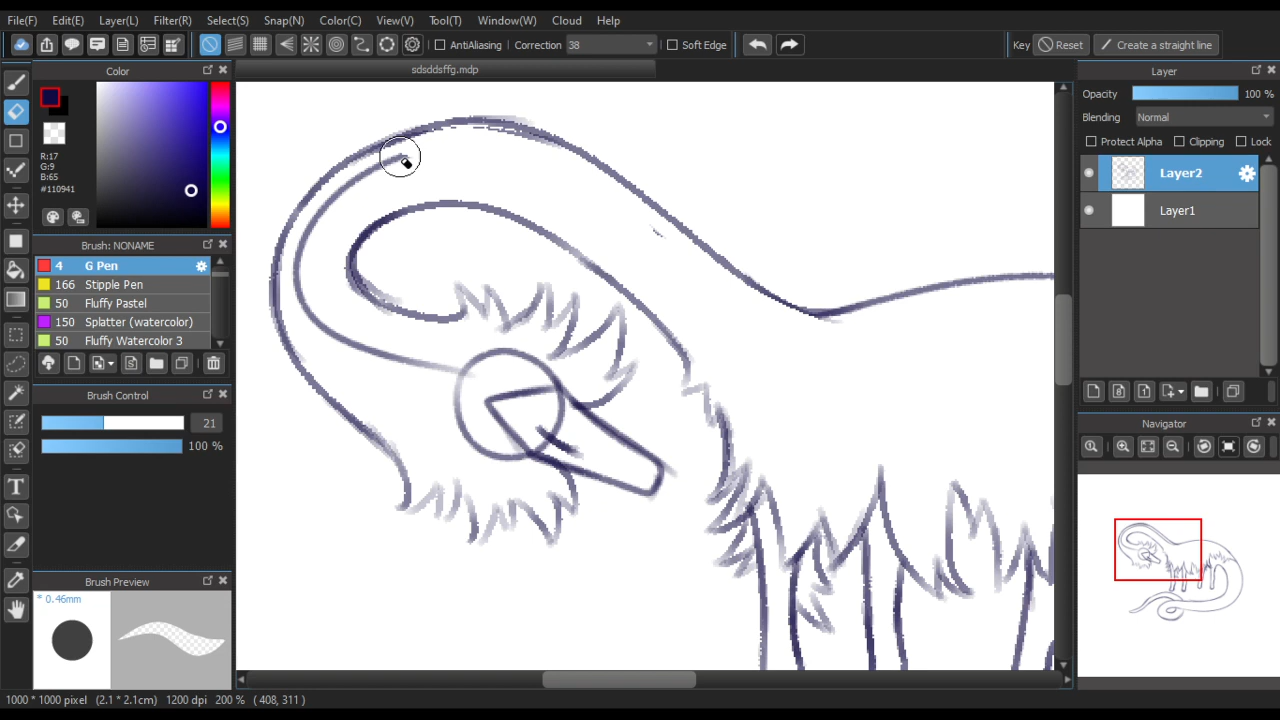 File(F) Edit(E) Layer(L) Filter(R) Select(S) Snap(N) Color(C) View(V) Tool(T) Window(W) Cloud Help
AntiAliasing Correction 38 Soft Edge Key Reset Create a straight line
Color sdsddsffg.mdp Layer
Opacity 100 %
Blending Normal
Protect Alpha Clipping Lock
R:17
G:9
B:65
#110941
Layer2
Layer1
Brush: NONAME
4 G Pen
166 Stipple Pen
50 Fluffy Pastel
150 Splatter (watercolor)
50 Fluffy Watercolor 3
Brush Control
21
100 %
Navigator
T
Brush Preview
* 0.46mm
1000 * 1000 pixel (2.1 * 2.1cm) 1200 dpi 200 % ( 408, 311 )